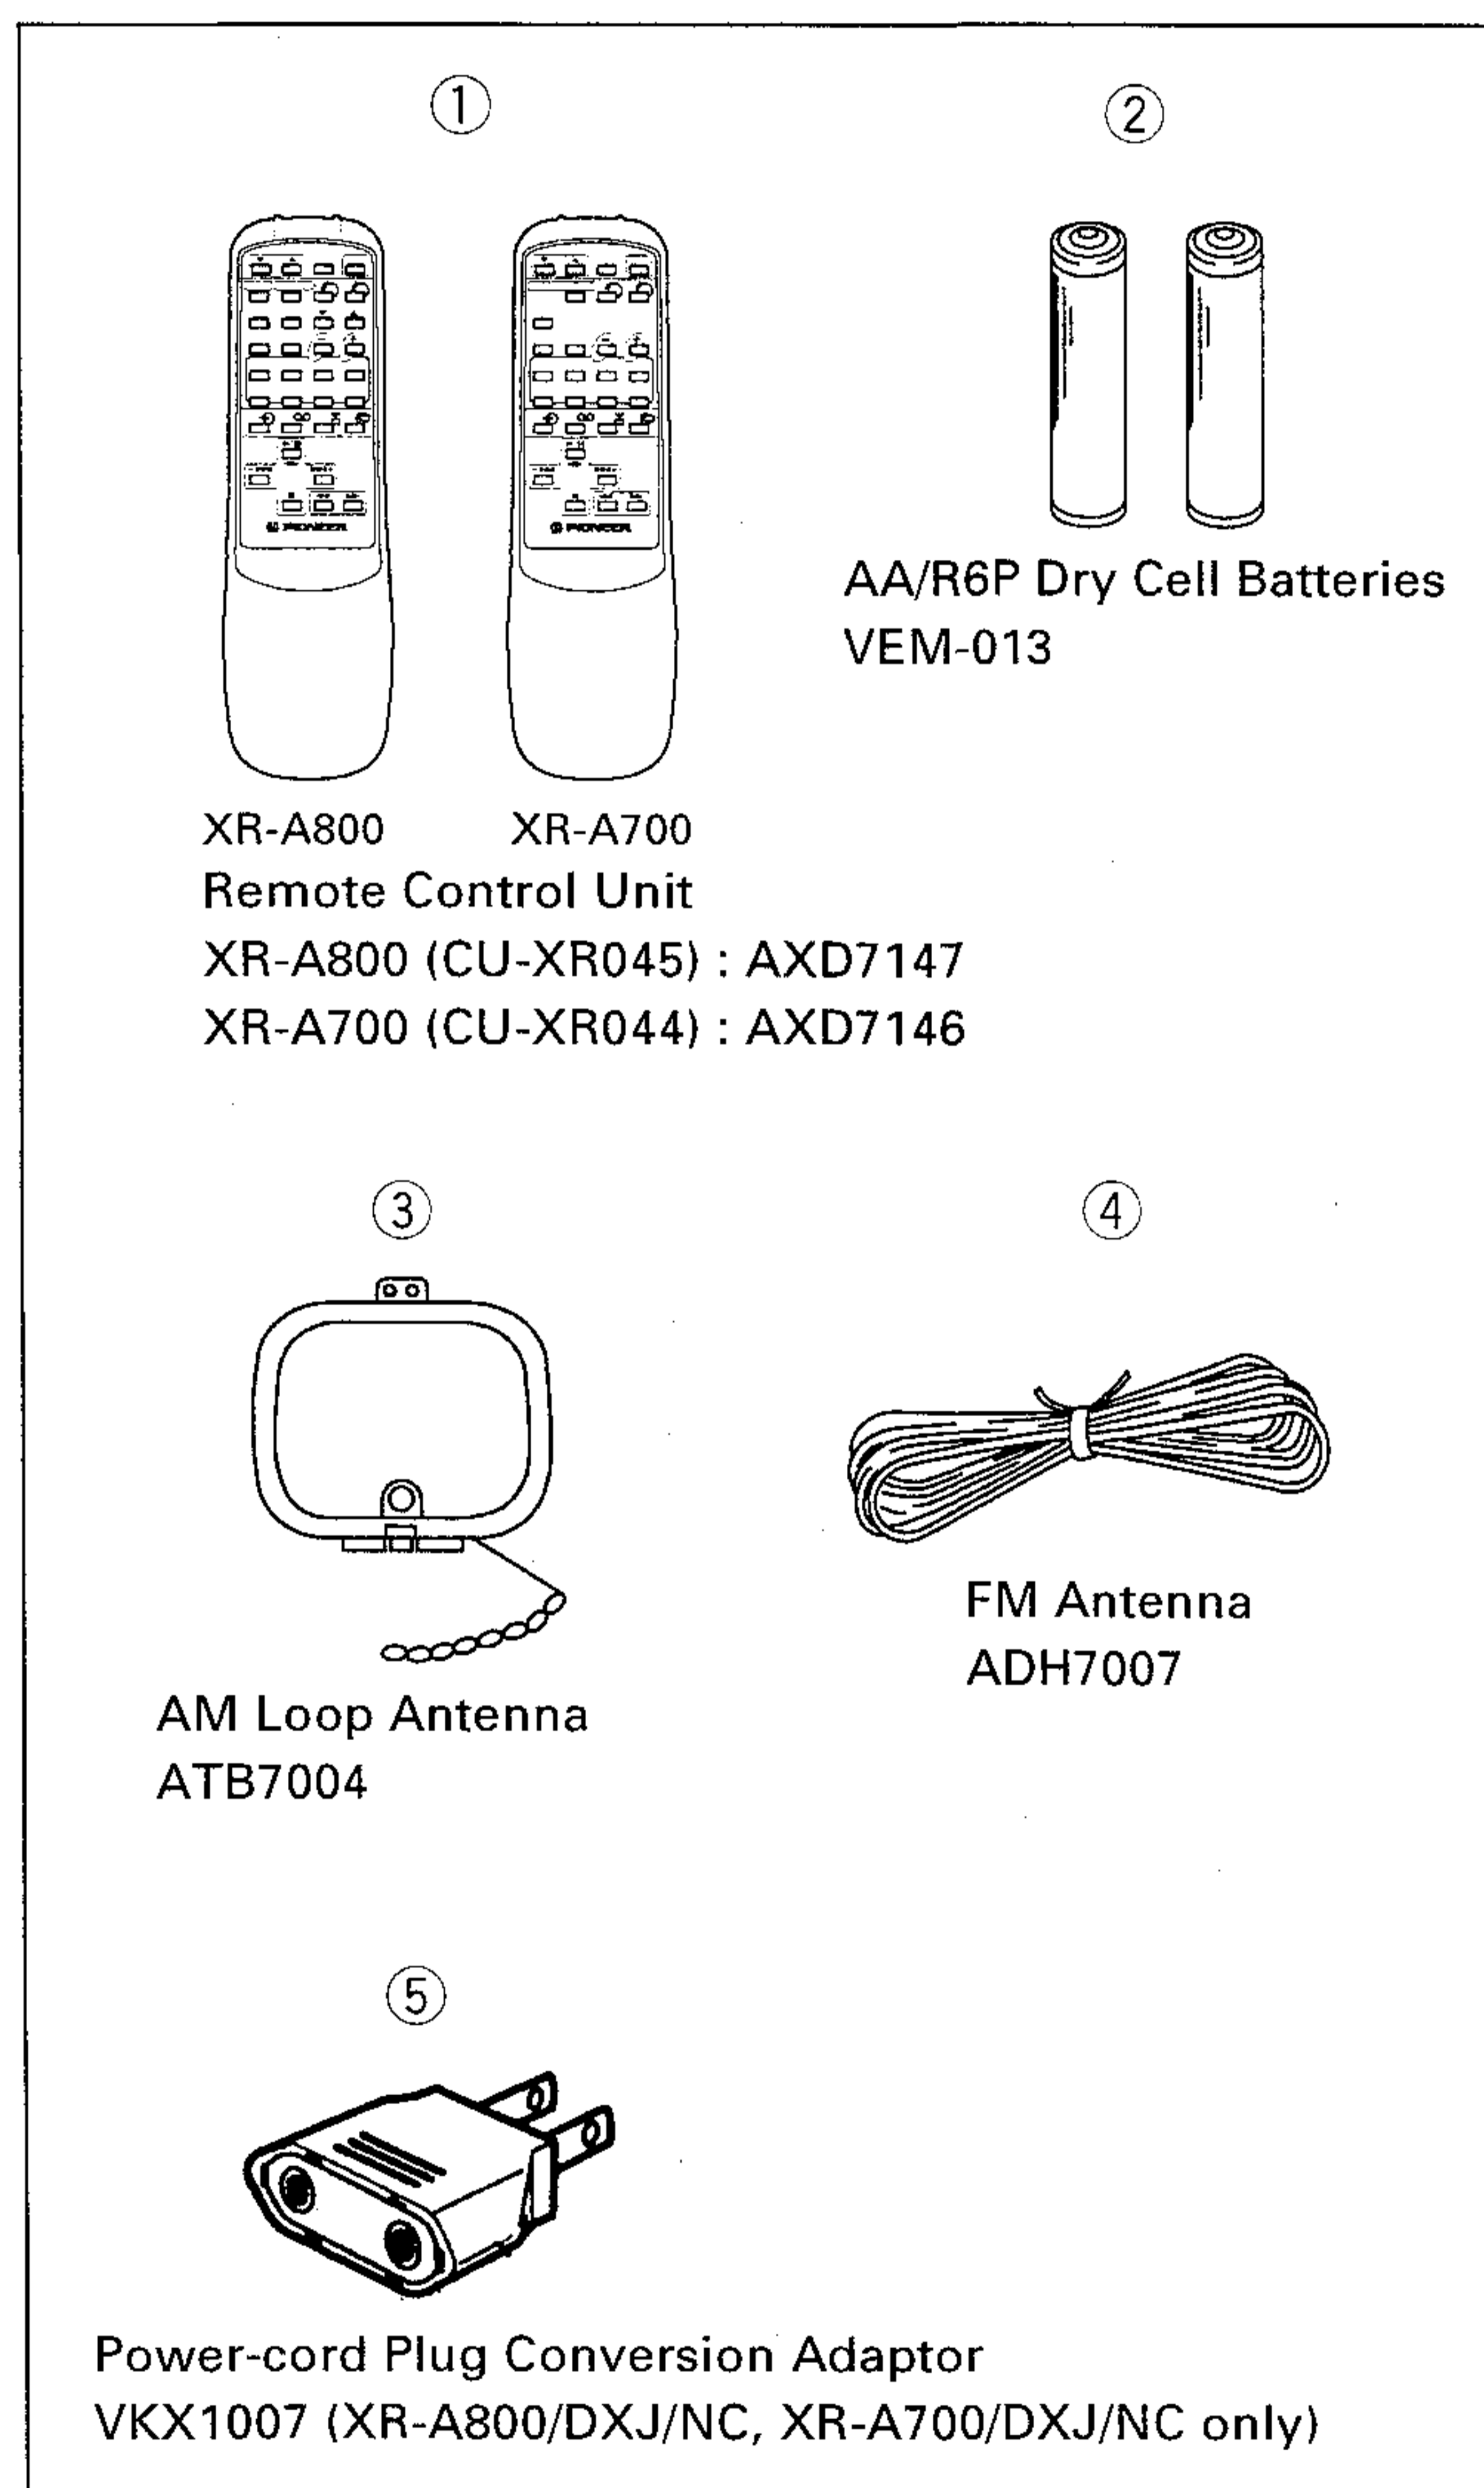 ①
②
PIONEER
PIONEER
AA/R6P Dry Cell Batteries
VEM-013
XR-A800 XR-A700
Remote Control Unit
XR-A800 (CU-XR045) : AXD7147
XR-A700 (CU-XR044) : AXD7146
③
④
FM Antenna
ADH7007
AM Loop Antenna
ATB7004
⑤
Power-cord Plug Conversion Adaptor
VKX1007 (XR-A800/DXJ/NC, XR-A700/DXJ/NC only)